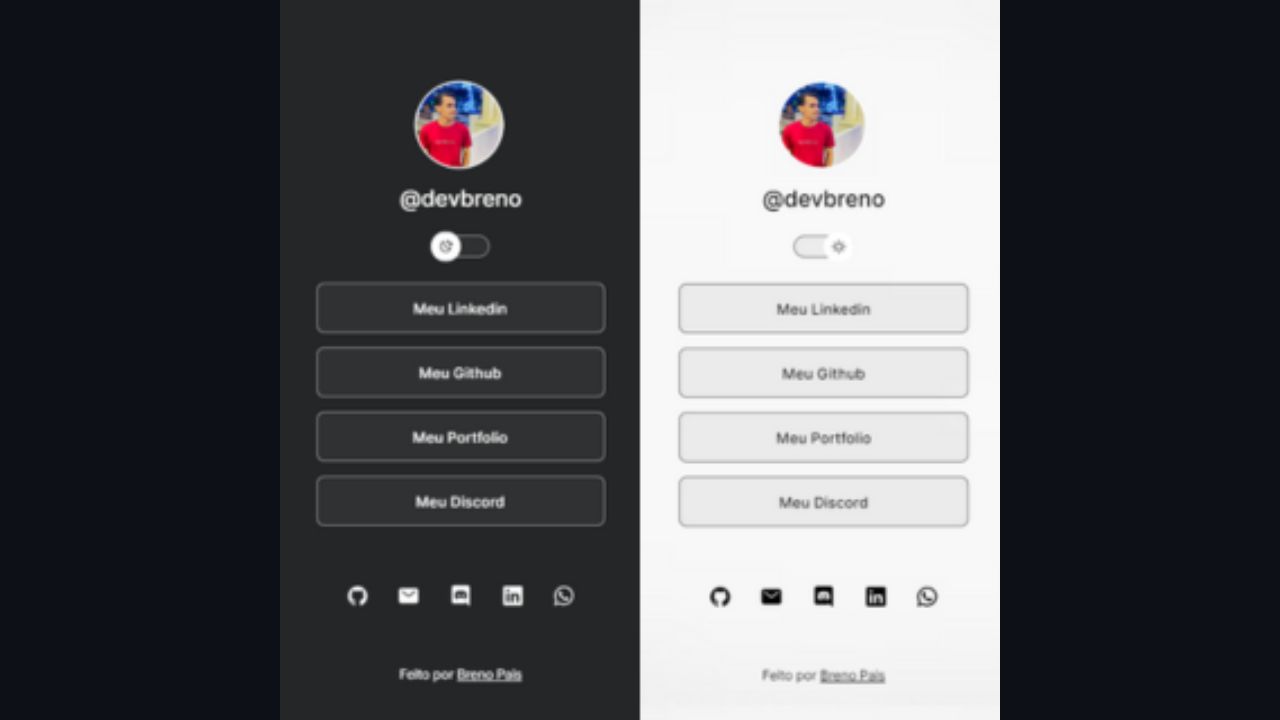 @devbreno
Meu Linkedin
Meu Github
Meu Portfolio
Meu Discord
Feito por Breno Pais
@devbreno
Meu Linkedin
Meu Github
Meu Portfolio
Meu Discord
Feito por Breno Pais